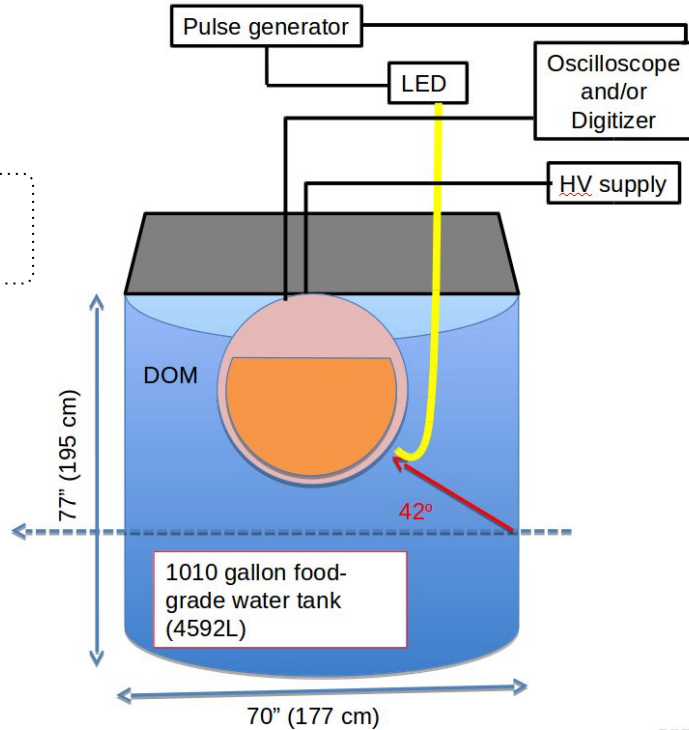 Pulse generator
LED
Oscilloscope
and/or
Digitizer
HV supply
DOM
77” (195 cm)
42º
1010 gallon food-
grade water tank
(4592L)
70” (177 cm)